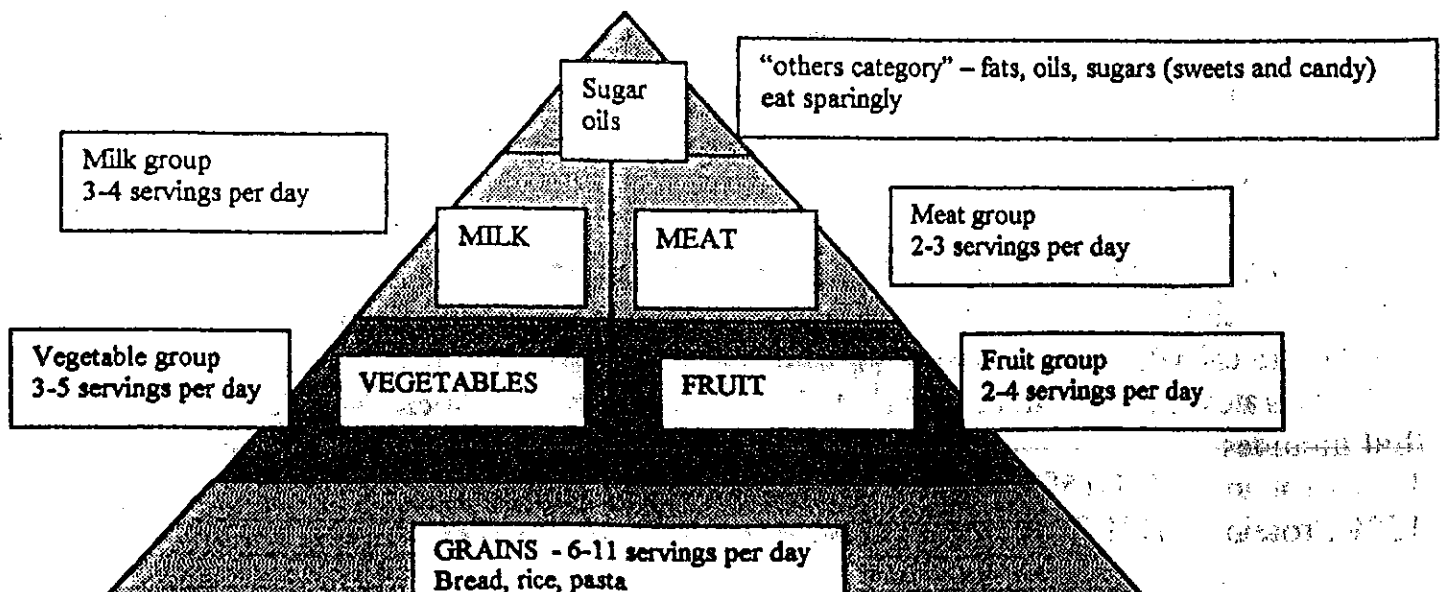 Sugar
oils
“others category” – fats, oils, sugars (sweets and candy)
eat sparingly
Milk group
3-4 servings per day
MILK
MEAT
Meat group
2-3 servings per day
Vegetable group
3-5 servings per day
VEGETABLES
FRUIT
Fruit group
2-4 servings per day
GRAINS - 6-11 servings per day
Bread, rice, pasta